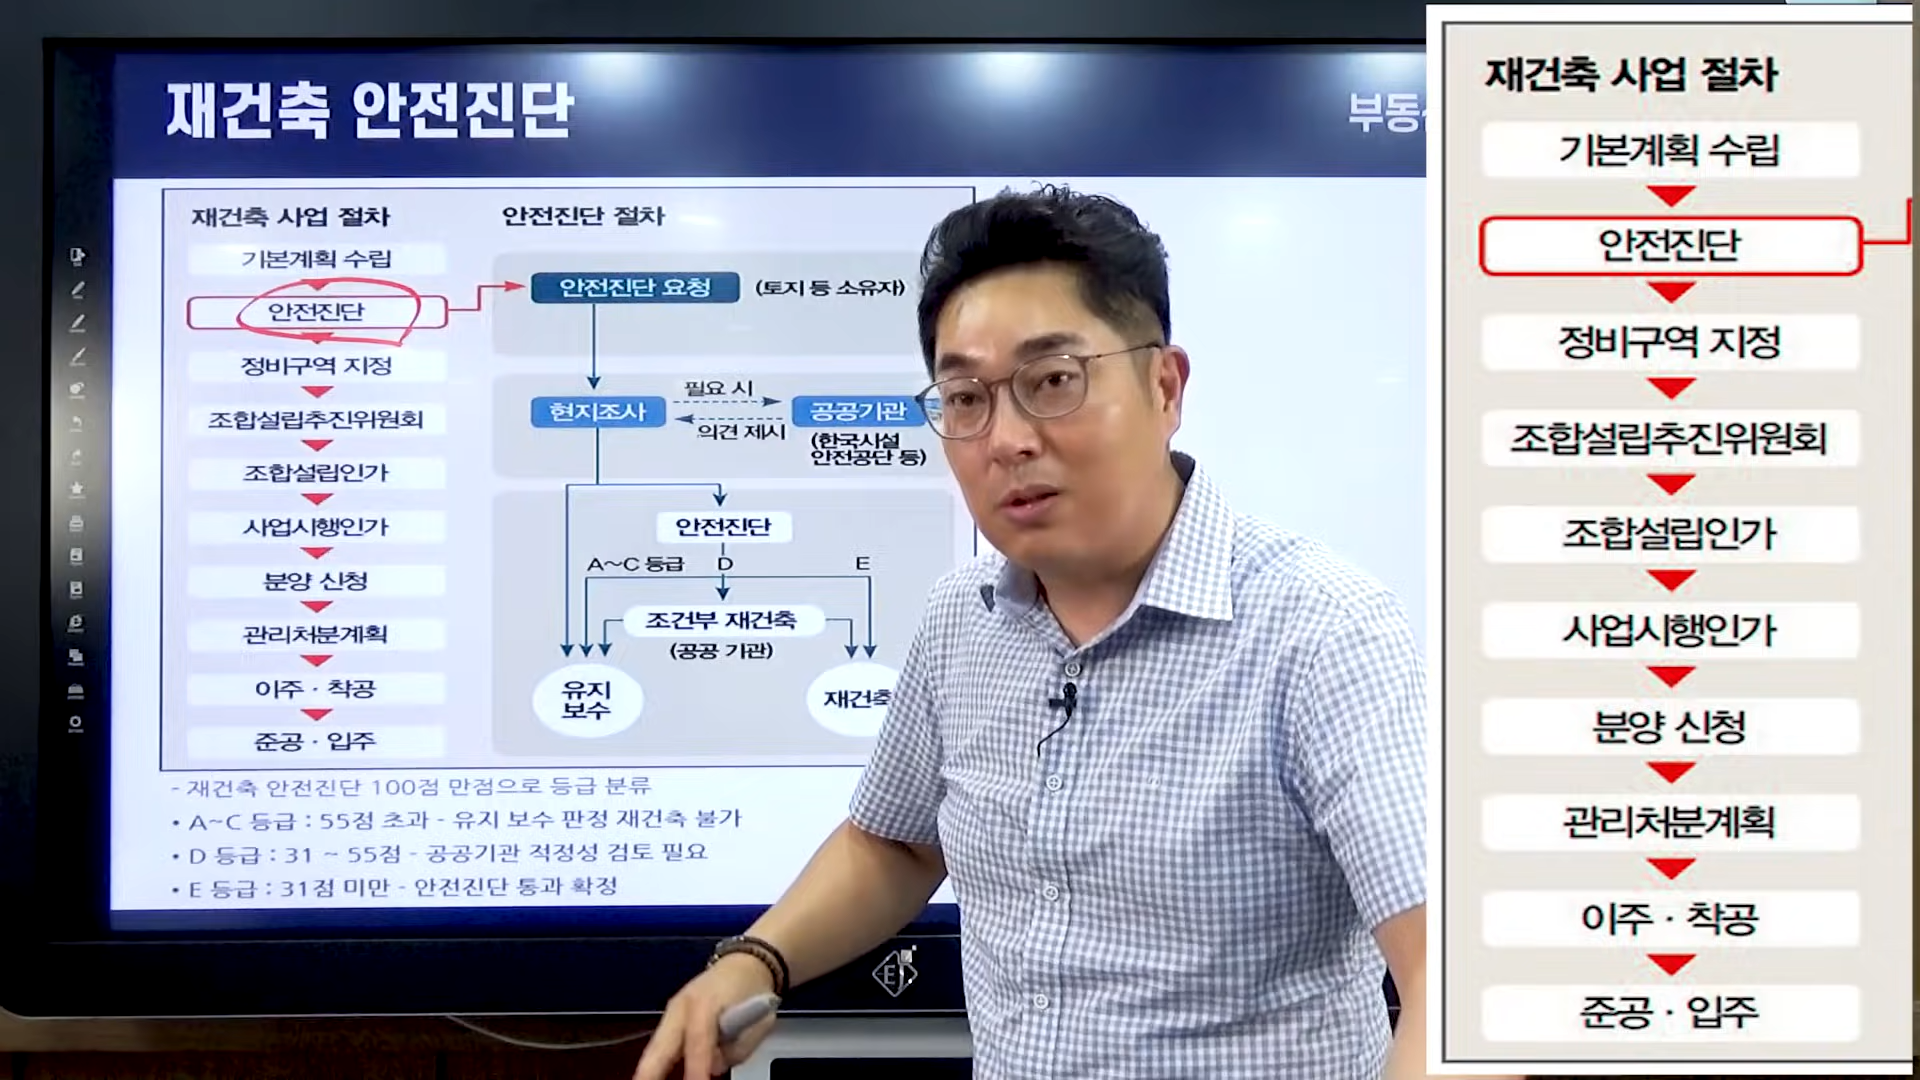 재건축 안전진단
부동
재건축 사업 절차
기본계획 수립
안전진단
정비구역 지정
조합설립추진위원회
조합설립인가
사업시행인가
분양 신청
관리처분계획
이주 · 착공
준공 · 입주
안전진단 절차
안전진단 요청 (토지 등 소유자)
현지조사
필요 시
의견 제시
공공기관
(한국시설
안전공단 등)
안전진단
A~C 등급 D E
조건부 재건축
(공공 기관)
유지
보수
재건축
- 재건축 안전진단 100점 만점으로 등급 분류
• A~C 등급 : 55점 초과 - 유지 보수 판정 재건축 불가
• D 등급 : 31 ~ 55점 - 공공기관 적정성 검토 필요
• E 등급 : 31점 미만 - 안전진단 통과 확정
재건축 사업 절차
기본계획 수립
안전진단
정비구역 지정
조합설립추진위원회
조합설립인가
사업시행인가
분양 신청
관리처분계획
이주 · 착공
준공 · 입주